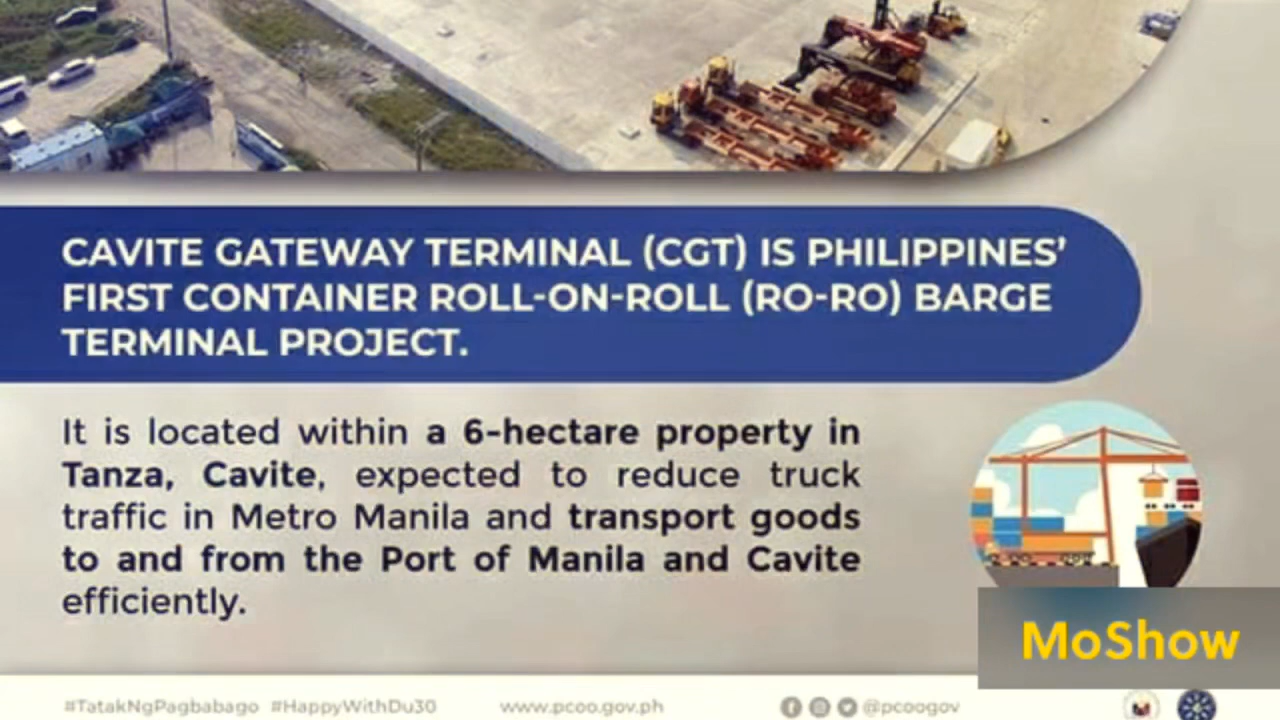 CAVITE GATEWAY TERMINAL (CGT) IS PHILIPPINES'
FIRST CONTAINER ROLL-ON-ROLL (RO-RO) BARGE
TERMINAL PROJECT.
It is located within a 6-hectare property in
Tanza, Cavite, expected to reduce truck
traffic in Metro Manila and transport goods
to and from the Port of Manila and Cavite
efficiently.
MoShow
#TatakNgPagbabago #HappyWithDu30 www.pcoo.gov.ph @pcoogov